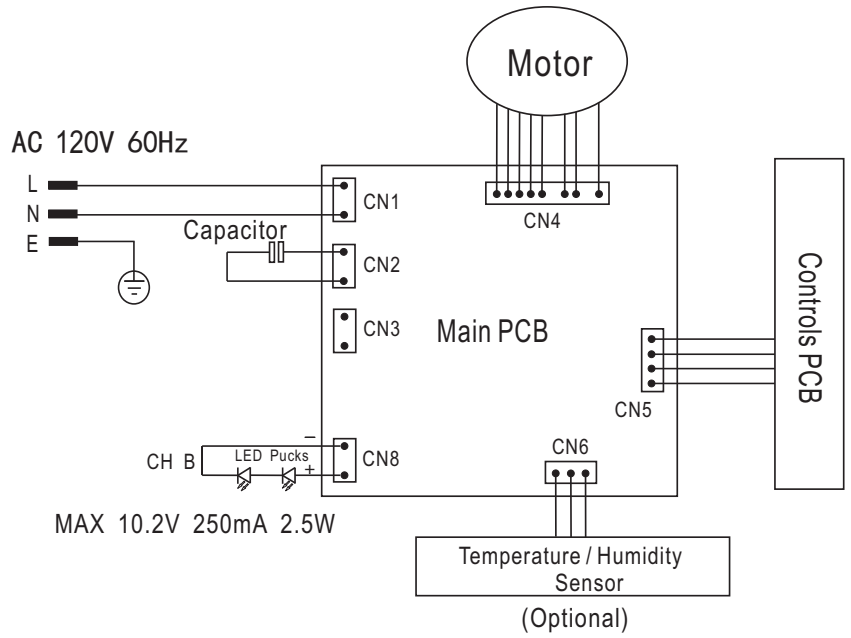 Motor
AC 120V 60Hz
L
N
E
CN1
CN4
Capacitor
CN2
CN3
Main PCB
Controls PCB
CN5
CH B
LED Pucks
−
+
CN8
CN6
MAX 10.2V 250mA 2.5W
Temperature / Humidity
Sensor
(Optional)